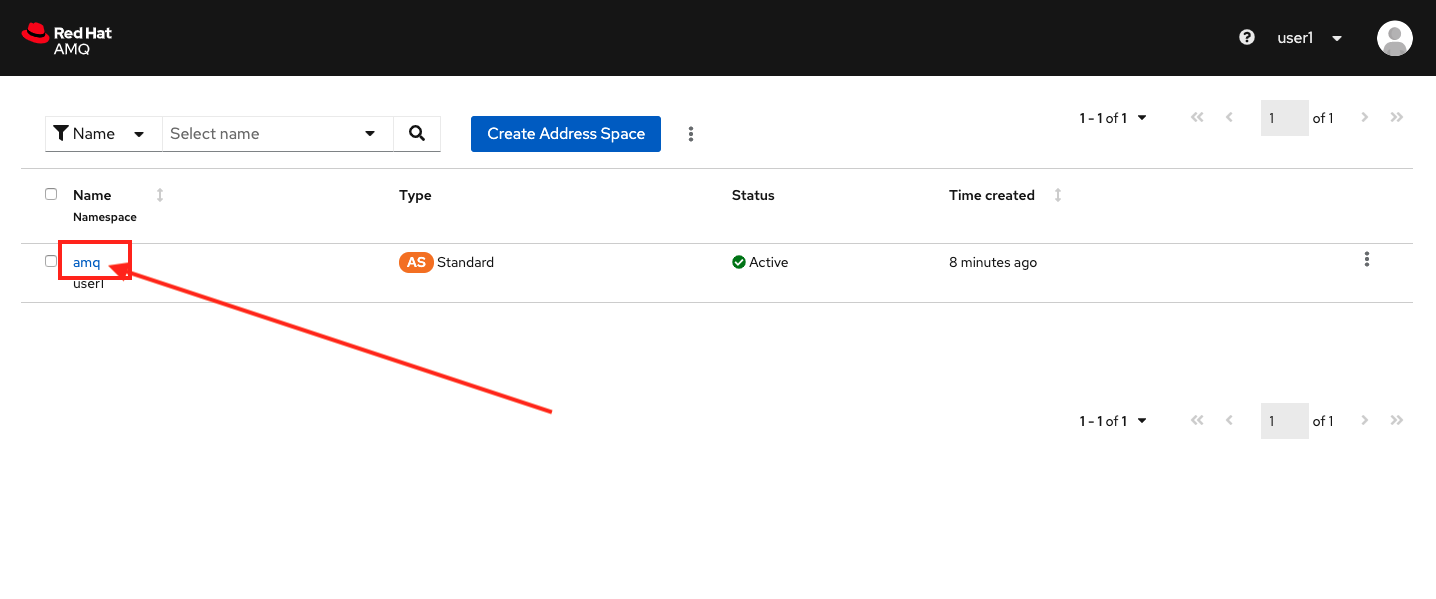 Red Hat
AMQ
user1
Name
Select name
Create Address Space
1 - 1 of 1
1 of 1
Name
Type
Status
Time created
Namespace
amq
AS Standard
Active
8 minutes ago
user1
1 - 1 of 1
1 of 1